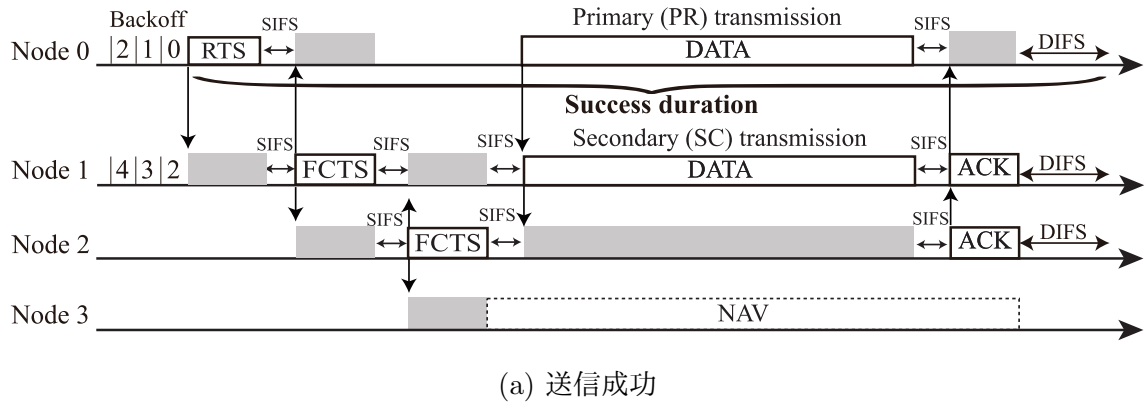 Backoff SIFS Primary (PR) transmission SIFS
Node 0 2 1 0 RTS DATA DIFS
Success duration
SIFS SIFS SIFS Secondary (SC) transmission SIFS
Node 1 4 3 2 FCTS DATA ACK DIFS
SIFS SIFS SIFS
Node 2 FCTS ACK DIFS
Node 3 NAV
(a) 送信成功